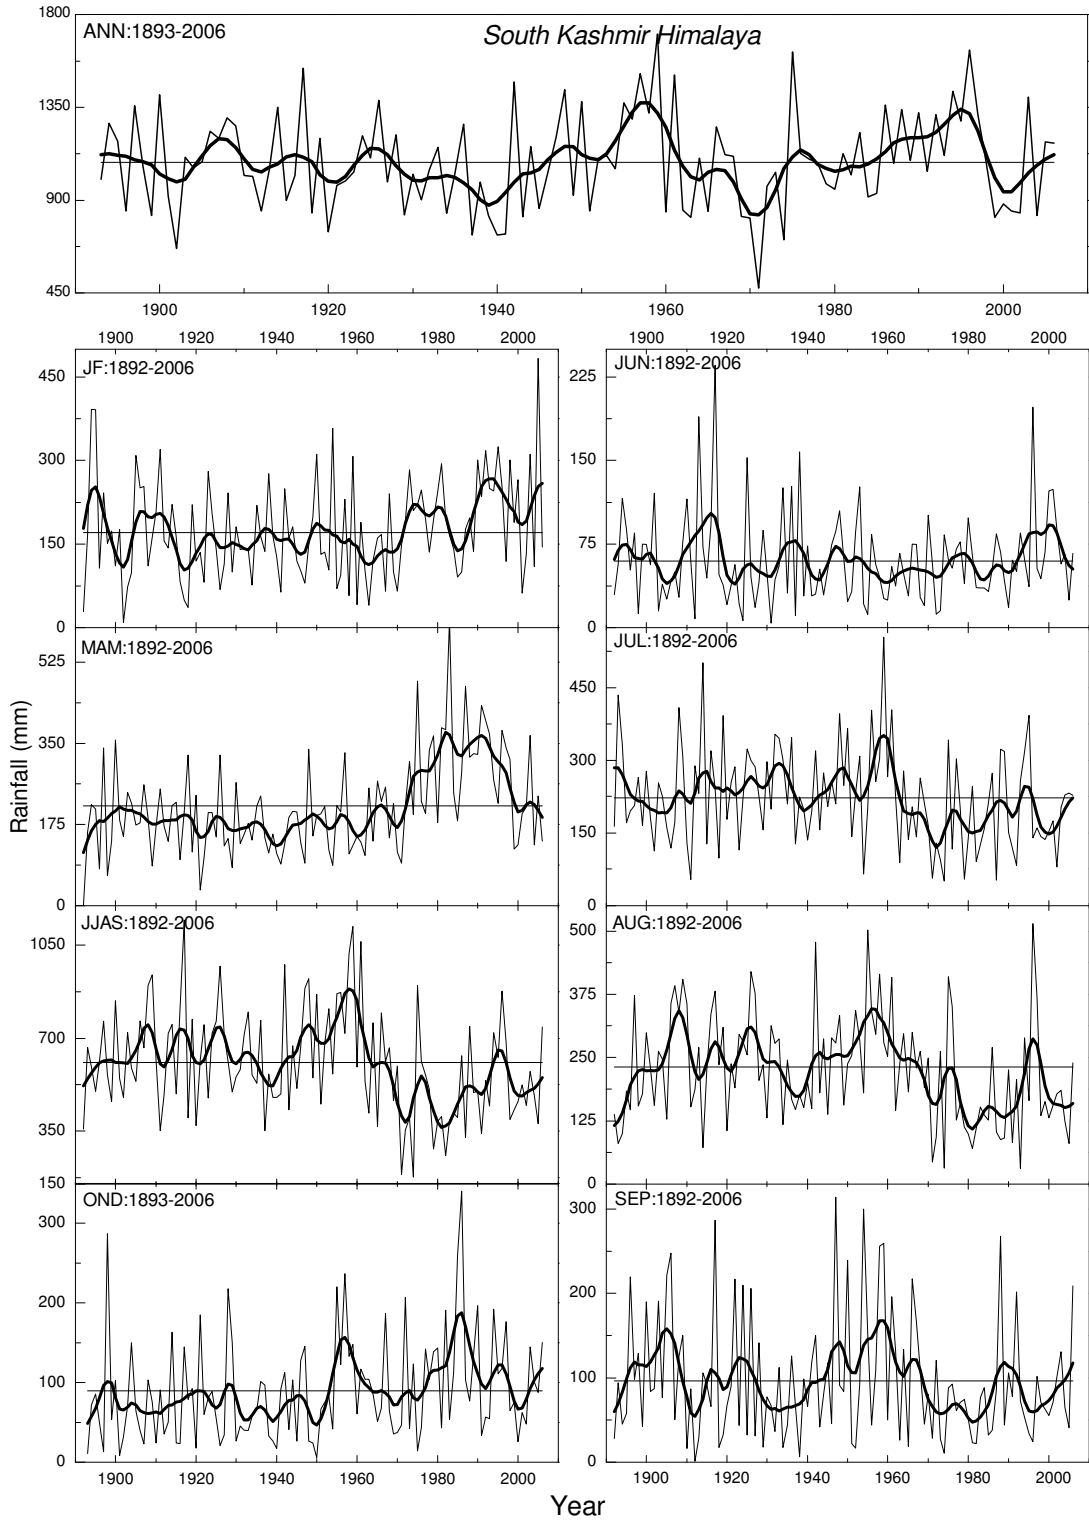 South Kashmir Himalaya
ANN:1893-2006
1800
1350
900
450
1900 1920 1940 1960 1980 2000
1900 1920 1940 1960 1980 2000
1900 1920 1940 1960 1980 2000
JF:1892-2006
450
300
150
0
JUN:1892-2006
225
150
75
0
MAM:1892-2006
525
350
175
0
JUL:1892-2006
450
300
150
0
Rainfall (mm)
JJAS:1892-2006
1050
700
350
150
AUG:1892-2006
500
375
250
125
0
OND:1893-2006
300
200
100
0
SEP:1892-2006
300
200
100
0
1900 1920 1940 1960 1980 2000
1900 1920 1940 1960 1980 2000
Year